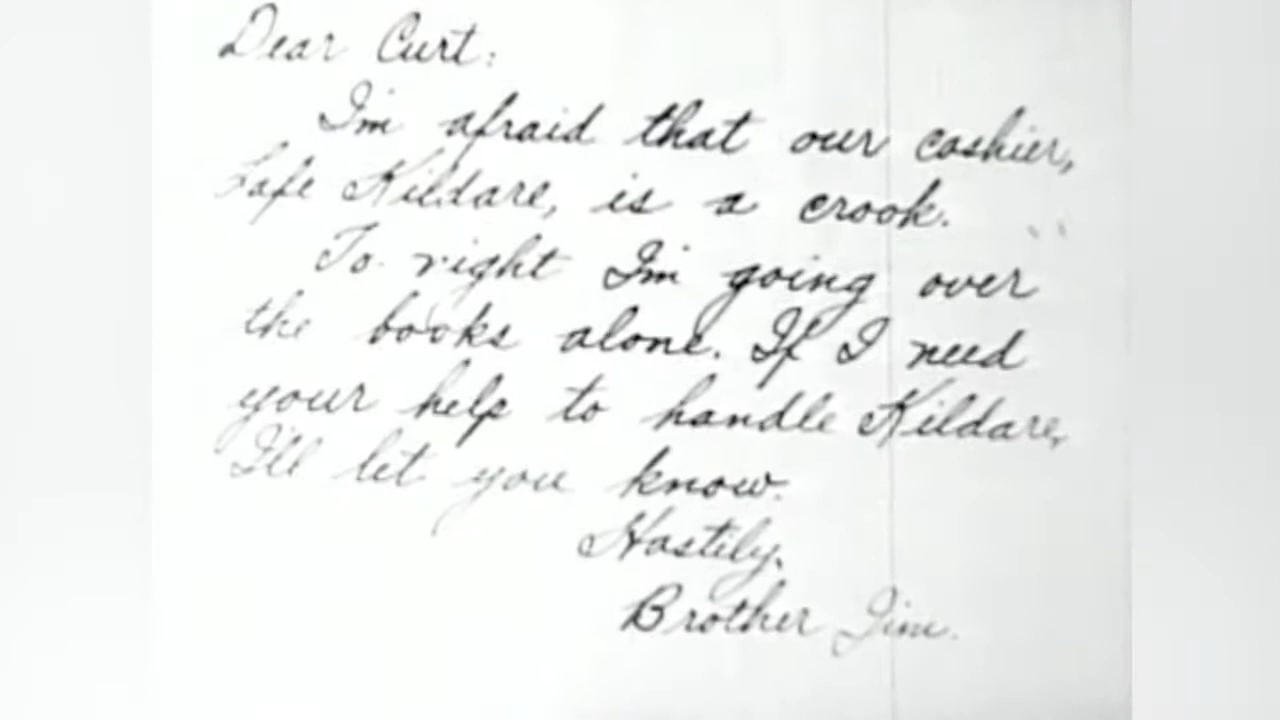 Dear Curt:
I'm afraid that our cashier,
Lafe Kildare, is a crook.
To-night I'm going over
the books alone. If I need
your help to handle Kildare,
I'll let you know.
Hastily,
Brother Jim.